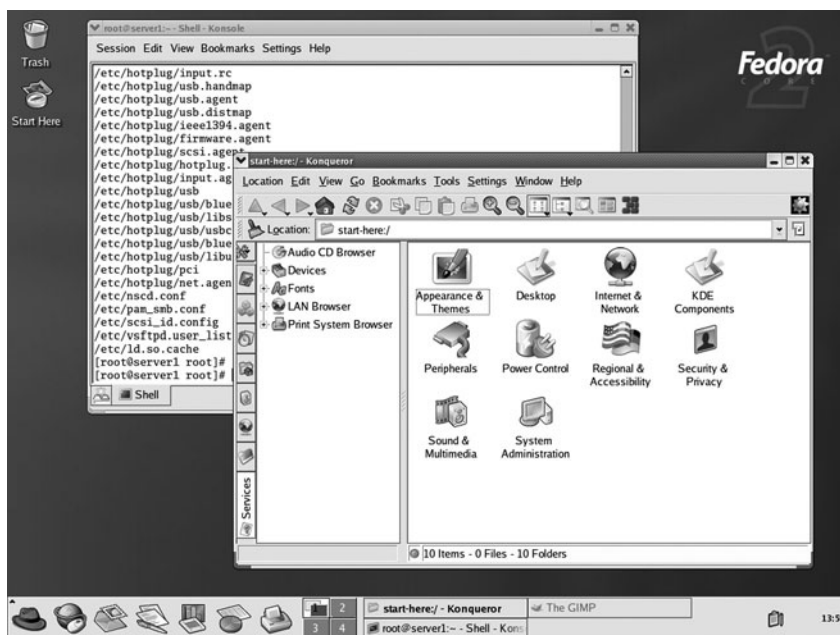 root@server1:~ - Shell - Konsole
Session Edit View Bookmarks Settings Help
/etc/hotplug/input.rc
/etc/hotplug/usb.handmap
/etc/hotplug/usb.agent
/etc/hotplug/usb.distmap
/etc/hotplug/ieee1394.agent
/etc/hotplug/firmware.agent
/etc/hotplug/scsi.agent
/etc/hotplug/hotplug.
/etc/hotplug/input.ag
/etc/hotplug/usb
/etc/hotplug/usb/blue
/etc/hotplug/usb/libs
/etc/hotplug/usb/usbc
/etc/hotplug/usb/blue
/etc/hotplug/usb/libu
/etc/hotplug/pci
/etc/hotplug/net.agen
/etc/nscd.conf
/etc/pam_smb.conf
/etc/scsi_id.config
/etc/vsftpd.user_list
/etc/ld.so.cache
[root@server1 root]#
[root@server1 root]#
Shell
Trash
Start Here
Fedora
CORE 2
start-here:/ - Konqueror
Location Edit View Go Bookmarks Tools Settings Window Help
Location: start-here:/
Audio CD Browser
Devices
Fonts
LAN Browser
Print System Browser
Services
Appearance &
Themes
Desktop
Internet &
Network
KDE
Components
Peripherals
Power Control
Regional &
Accessibility
Security &
Privacy
Sound &
Multimedia
System
Administration
10 Items - 0 Files - 10 Folders
2
3 4
start-here:/ - Konqueror
The GIMP
root@server1:~ - Shell - Kons